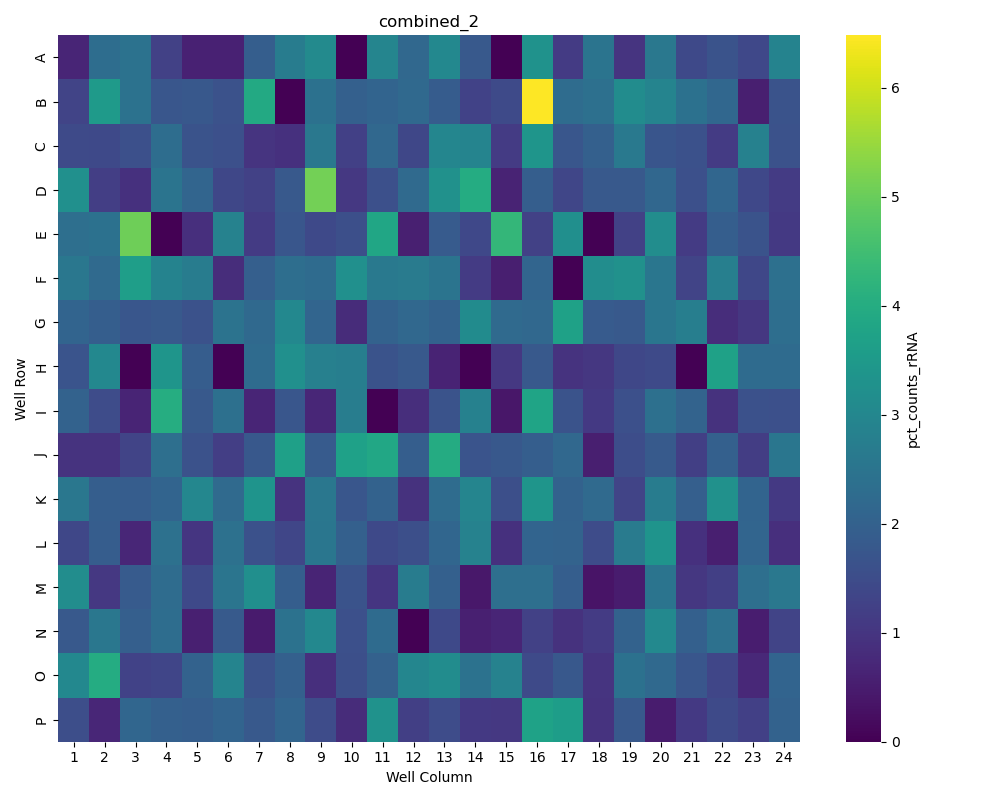 combined_2
Well Row
A
B
C
D
E
F
G
H
I
J
K
L
M
N
O
P
1 2 3 4 5 6 7 8 9 10 11 12 13 14 15 16 17 18 19 20 21 22 23 24
Well Column
6
5
4
3
2
1
0
pct_counts_rRNA